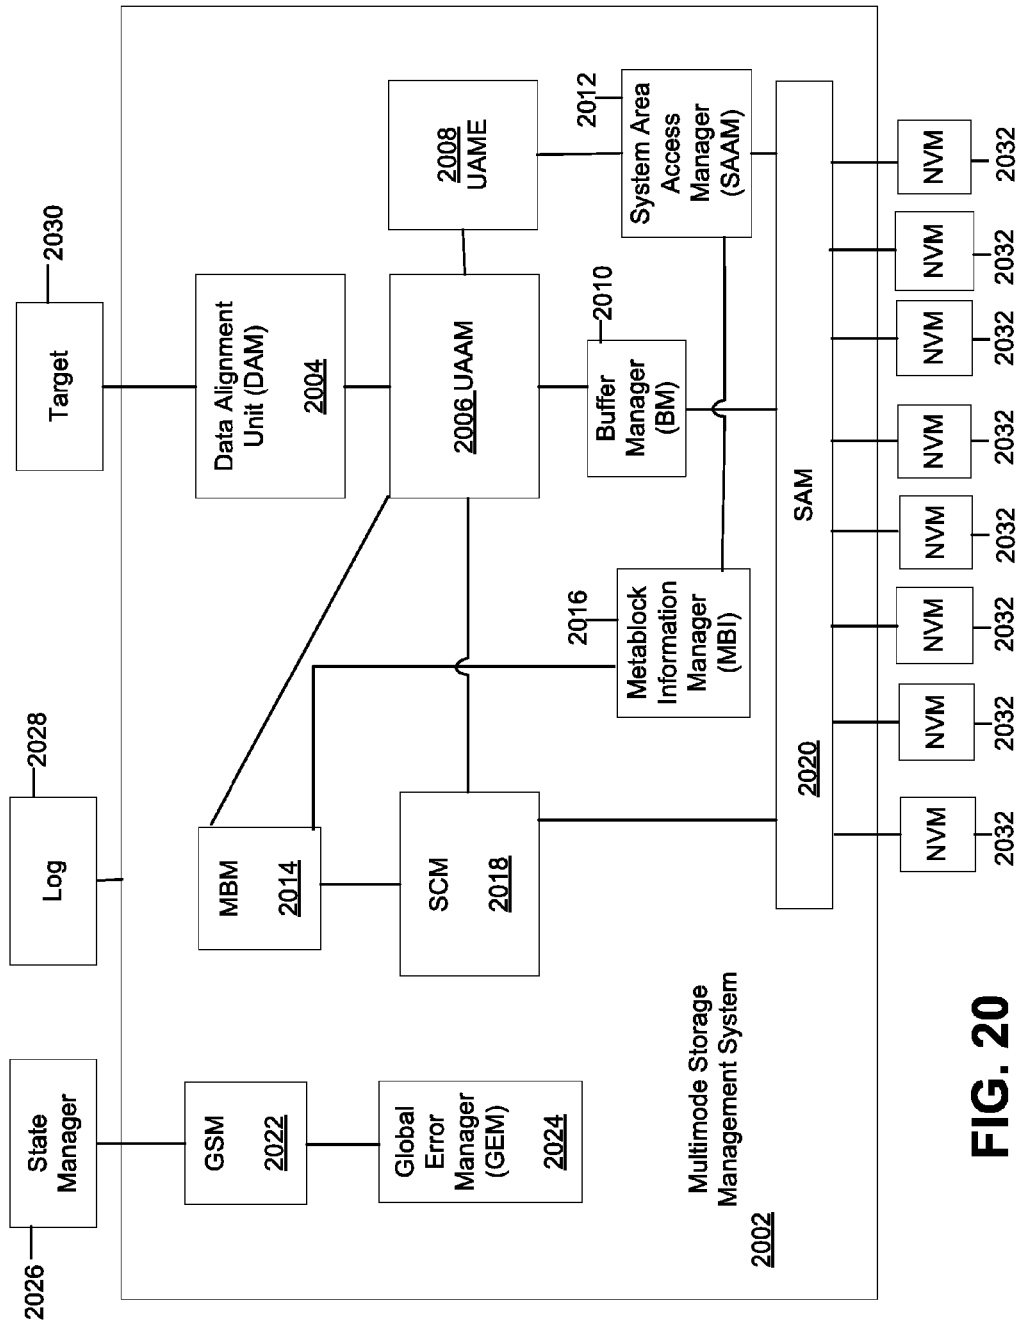 2026
State
Manager
2028
Log
2030
Target
GSM
2022
Global
Error
Manager
(GEM)
2024
MBM
2014
SCM
2018
Data Alignment
Unit (DAM)
2004
2006 UAAM
2008
UAME
2010
Buffer
Manager
(BM)
2012
System Area
Access
Manager
(SAAM)
2016
Metablock
Information
Manager
(MBI)
Multimode Storage
Management System
2002
2020
SAM
NVM
2032
NVM
2032
NVM
2032
NVM
2032
NVM
2032
NVM
2032
NVM
2032
NVM
2032
FIG. 20